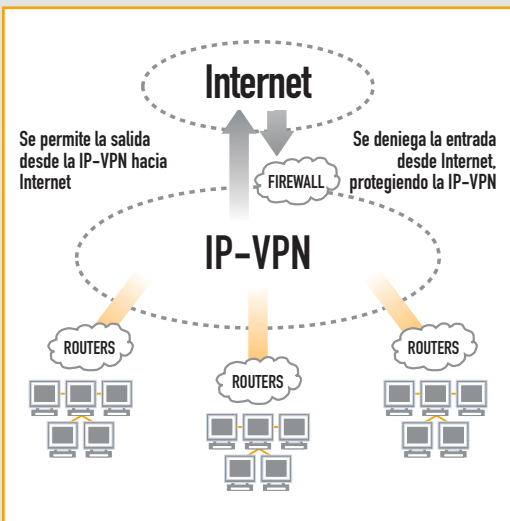 Internet
Se permite la salida
desde la IP-VPN hacia
Internet
Se deniega la entrada
desde Internet,
protegiendo la IP-VPN
FIREWALL
IP-VPN
ROUTERS
ROUTERS
ROUTERS